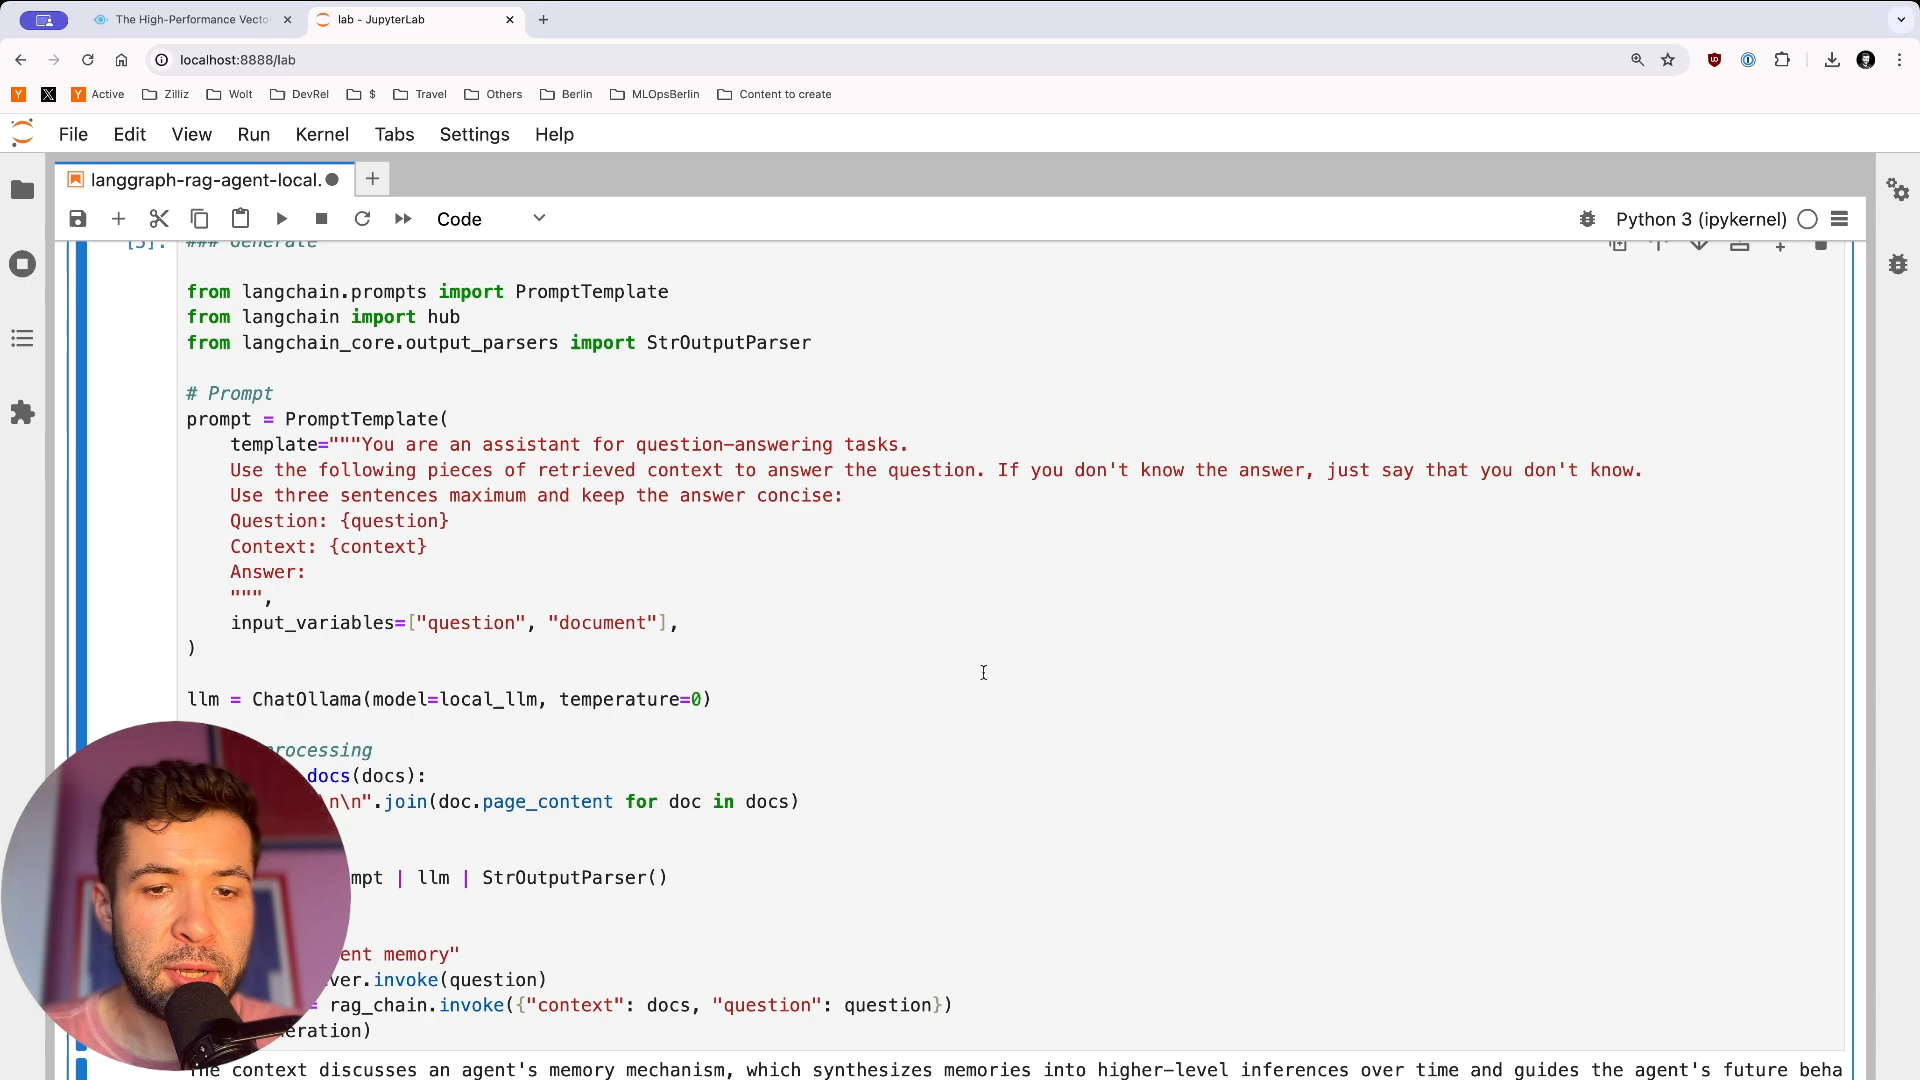 The High-Performance Vecto
lab - JupyterLab
localhost:8888/lab
Active
Zilliz
Wolt
DevRel
$
Travel
Others
Berlin
MLOpsBerlin
Content to create
File
Edit
View
Run
Kernel
Tabs
Settings
Help
langgraph-rag-agent-local.
Code
Python 3 (ipykernel)
### Generate
from langchain.prompts import PromptTemplate
from langchain import hub
from langchain_core.output_parsers import StrOutputParser
# Prompt
prompt = PromptTemplate(
template="""You are an assistant for question-answering tasks.
Use the following pieces of retrieved context to answer the question. If you don't know the answer, just say that you don't know.
Use three sentences maximum and keep the answer concise:
Question: {question}
Context: {context}
Answer:
""",
input_variables=["question", "document"],
)
llm = ChatOllama(model=local_llm, temperature=0)
processing
docs(docs):
\n\n".join(doc.page_content for doc in docs)
mpt | llm | StrOutputParser()
ent memory"
ver.invoke(question)
= rag_chain.invoke({"context": docs, "question": question})
eration)
The context discusses an agent's memory mechanism, which synthesizes memories into higher-level inferences over time and guides the agent's future beha